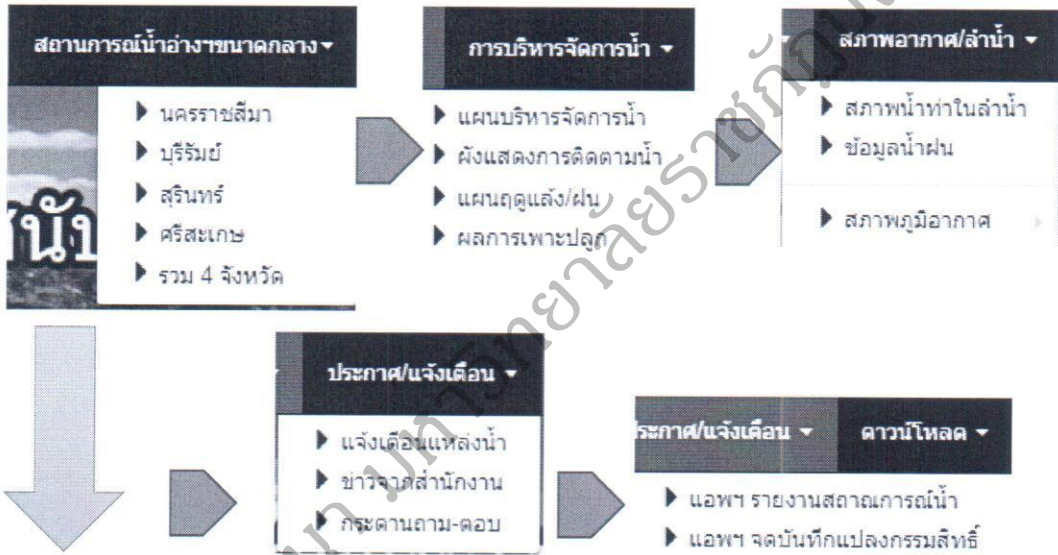 สถานการณ์น้ำอ่างฯขนาดกลาง
นครราชสีมา
บุรีรัมย์
สุรินทร์
ศรีสะเกษ
รวม 4 จังหวัด
การบริหารจัดการน้ำ
แผนบริหารจัดการน้ำ
ผังแสดงการติดตามน้ำ
แผนฤดูแล้ง/ฝน
ผลการเพาะปลูก
สภาพอากาศ/ลำน้ำ
สภาพน้ำท่าในลำน้ำ
ข้อมูลน้ำฝน
สภาพภูมิอากาศ
ประกาศ/แจ้งเตือน
แจ้งเตือนแหล่งน้ำ
ข่าวจากสำนักงาน
กระดานถาม-ตอบ
ประกาศ/แจ้งเตือน ดาวน์โหลด
แอพฯ รายงานสถาณการณ์น้ำ
แอพฯ จดบันทึกแปลงกรรมสิทธิ์